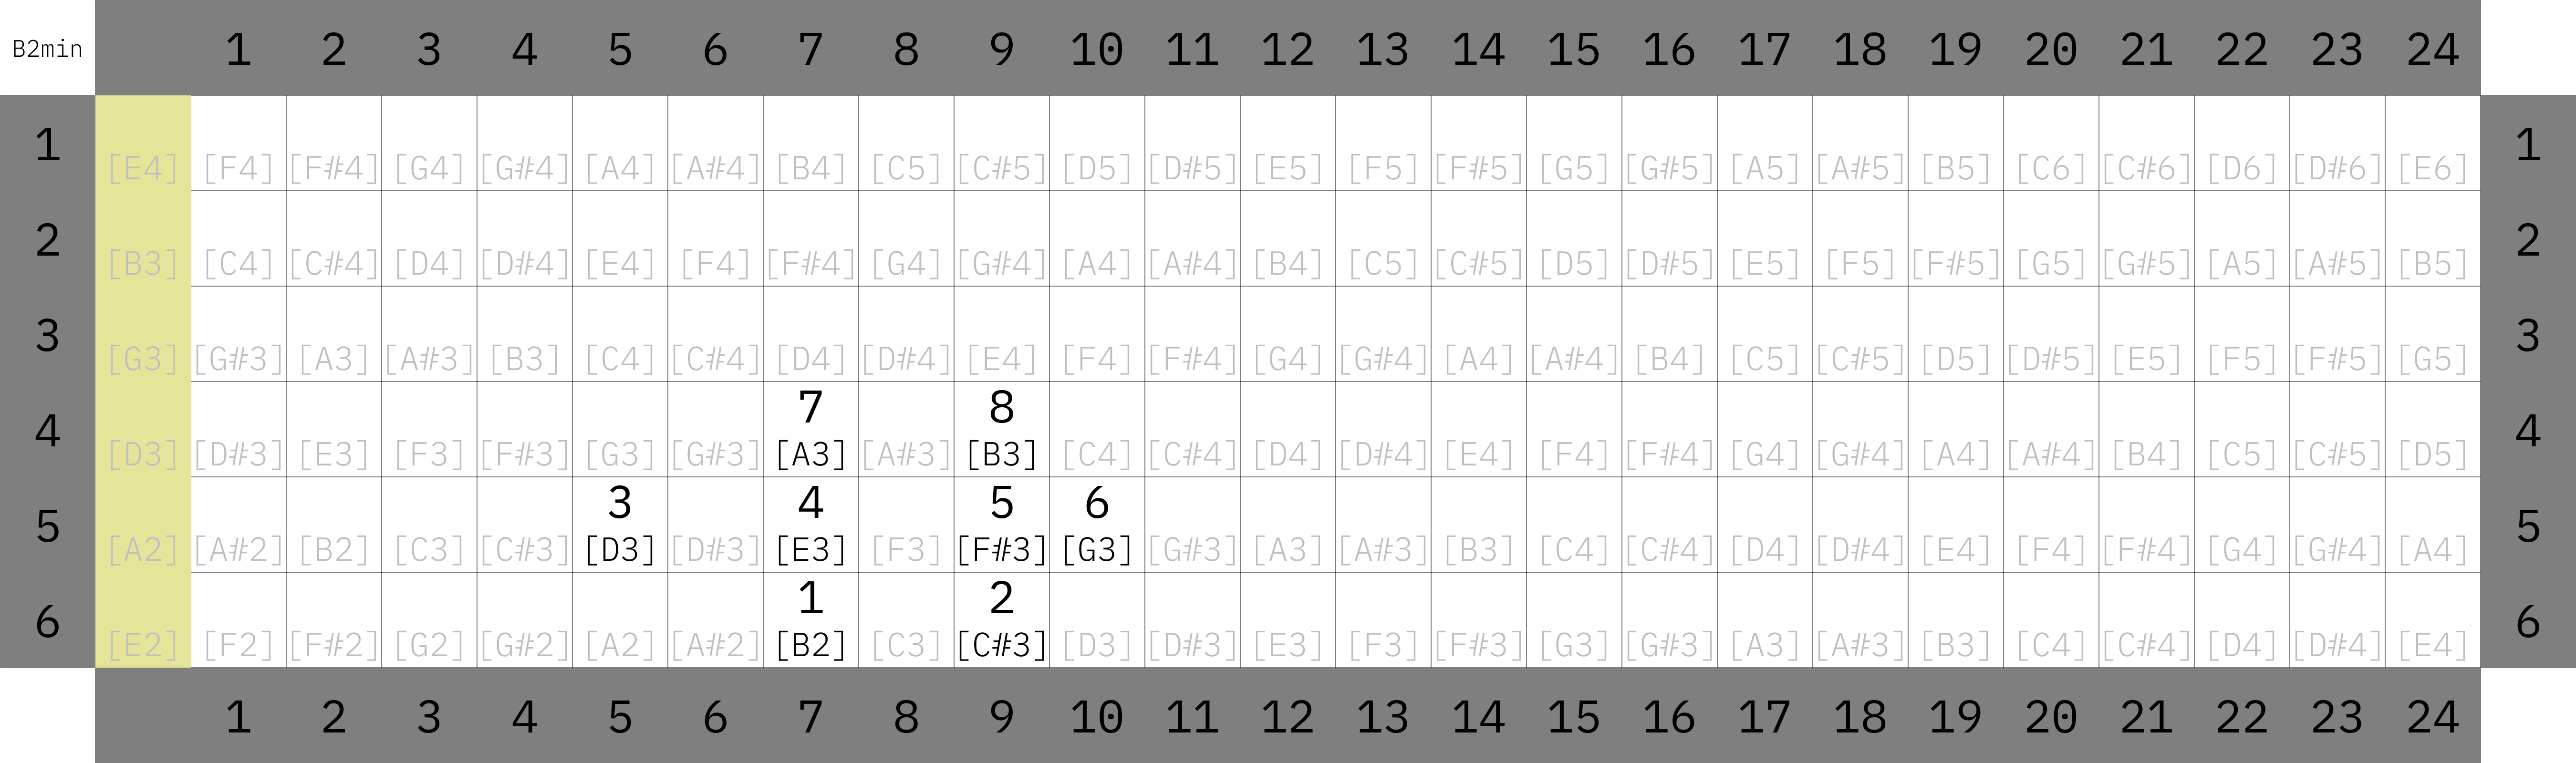 B2min 1 2 3 4 5 6 7 8 9 10 11 12 13 14 15 16 17 18 19 20 21 22 23 24
1 [E4] [F4] [F#4] [G4] [G#4] [A4] [A#4] [B4] [C5] [C#5] [D5] [D#5] [E5] [F5] [F#5] [G5] [G#5] [A5] [A#5] [B5] [C6] [C#6] [D6] [D#6] [E6] 1
2 [B3] [C4] [C#4] [D4] [D#4] [E4] [F4] [F#4] [G4] [G#4] [A4] [A#4] [B4] [C5] [C#5] [D5] [D#5] [E5] [F5] [F#5] [G5] [G#5] [A5] [A#5] [B5] 2
3 [G3] [G#3] [A3] [A#3] [B3] [C4] [C#4] [D4] [D#4] [E4] [F4] [F#4] [G4] [G#4] [A4] [A#4] [B4] [C5] [C#5] [D5] [D#5] [E5] [F5] [F#5] [G5] 3
7 8
4 [D3] [D#3] [E3] [F3] [F#3] [G3] [G#3] [A3] [A#3] [B3] [C4] [C#4] [D4] [D#4] [E4] [F4] [F#4] [G4] [G#4] [A4] [A#4] [B4] [C5] [C#5] [D5] 4
3 4 5 6
5 [A2] [A#2] [B2] [C3] [C#3] [D3] [D#3] [E3] [F3] [F#3] [G3] [G#3] [A3] [A#3] [B3] [C4] [C#4] [D4] [D#4] [E4] [F4] [F#4] [G4] [G#4] [A4] 5
1 2
6 [E2] [F2] [F#2] [G2] [G#2] [A2] [A#2] [B2] [C3] [C#3] [D3] [D#3] [E3] [F3] [F#3] [G3] [G#3] [A3] [A#3] [B3] [C4] [C#4] [D4] [D#4] [E4] 6
1 2 3 4 5 6 7 8 9 10 11 12 13 14 15 16 17 18 19 20 21 22 23 24